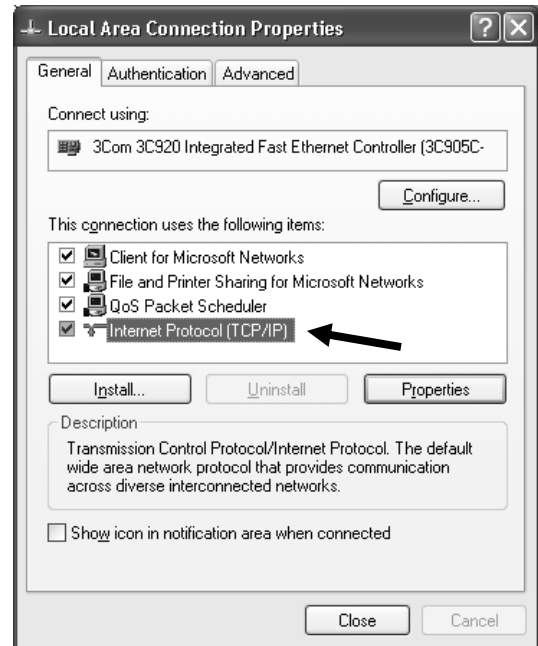 Local Area Connection Properties
General Authentication Advanced
Connect using:
3Com 3C920 Integrated Fast Ethernet Controller (3C905C-
Configure...
This connection uses the following items:
Client for Microsoft Networks
File and Printer Sharing for Microsoft Networks
QoS Packet Scheduler
Internet Protocol (TCP/IP)
Install... Uninstall Properties
Description
Transmission Control Protocol/Internet Protocol. The default
wide area network protocol that provides communication
across diverse interconnected networks.
Show icon in notification area when connected
Close Cancel